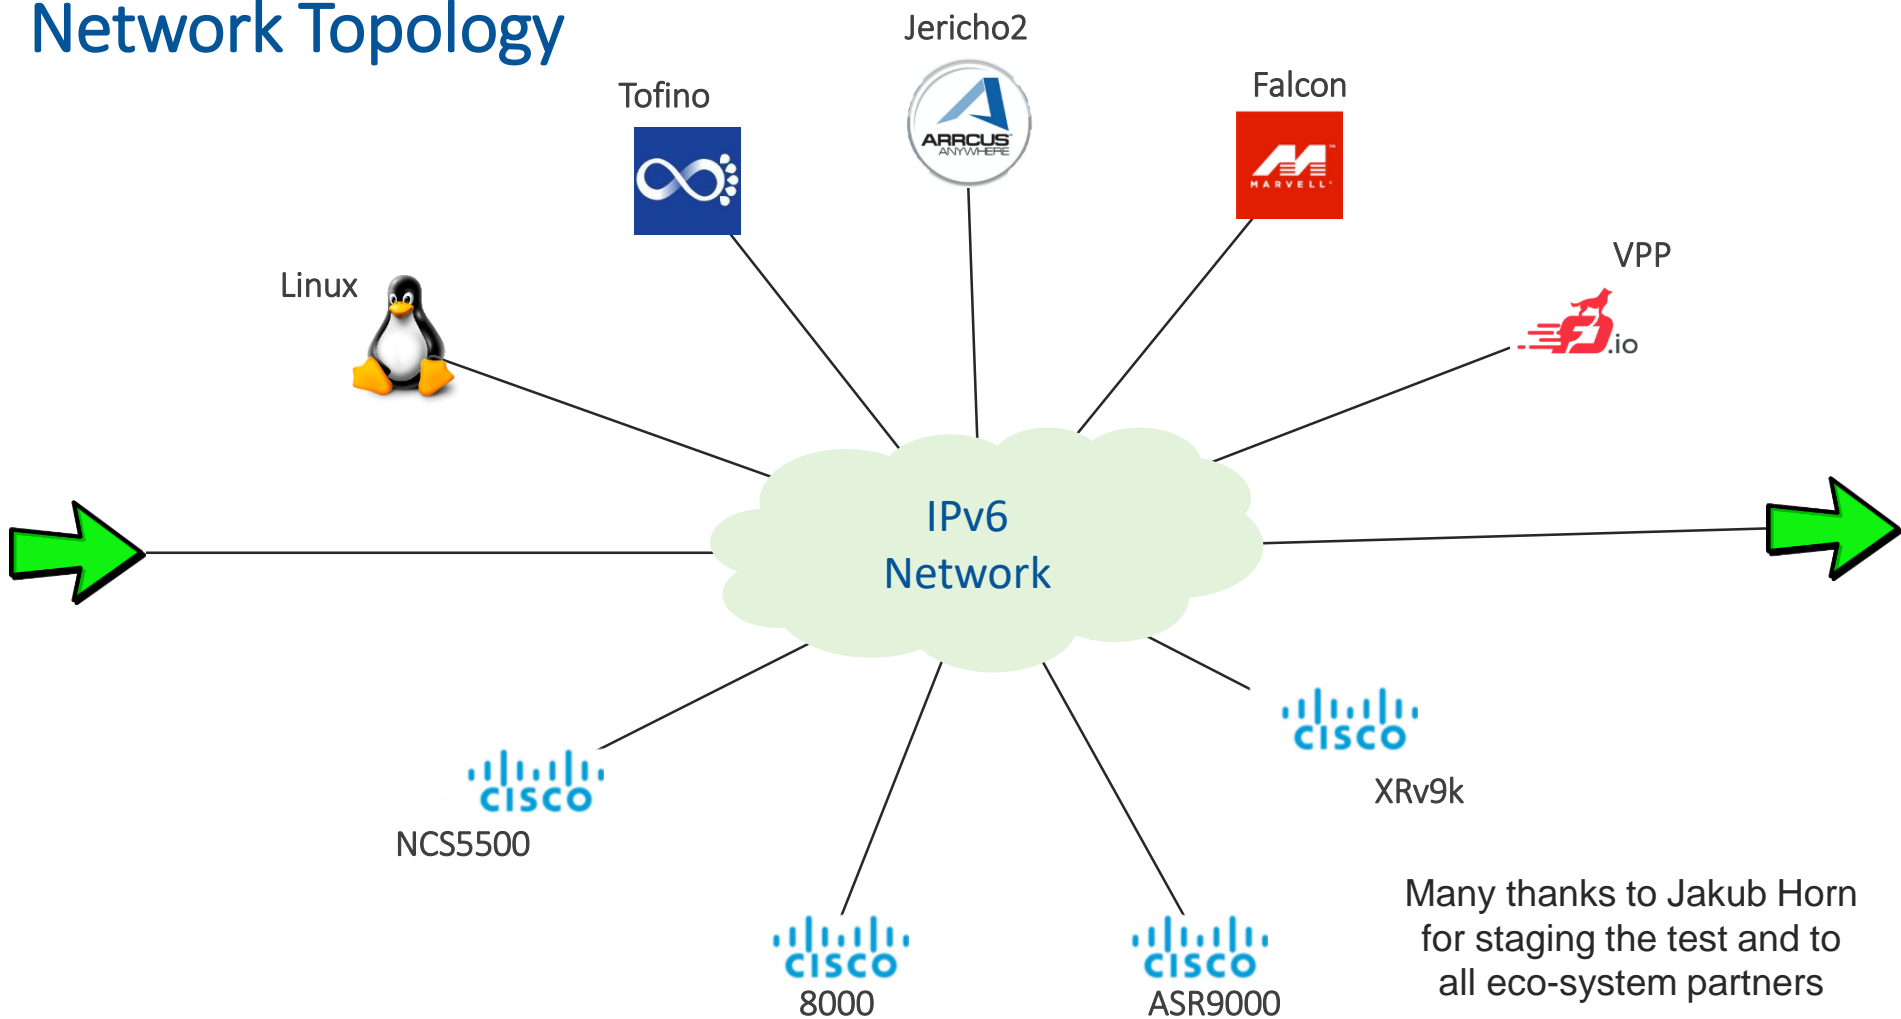 Network Topology
Jericho2
Tofino
Falcon
ARRCUS
ANYWHERE
MARVELL
VPP
Linux
FD.io
IPv6
Network
CISCO
XRv9k
CISCO
NCS5500
Many thanks to Jakub Horn
for staging the test and to
all eco-system partners
CISCO
8000
CISCO
ASR9000